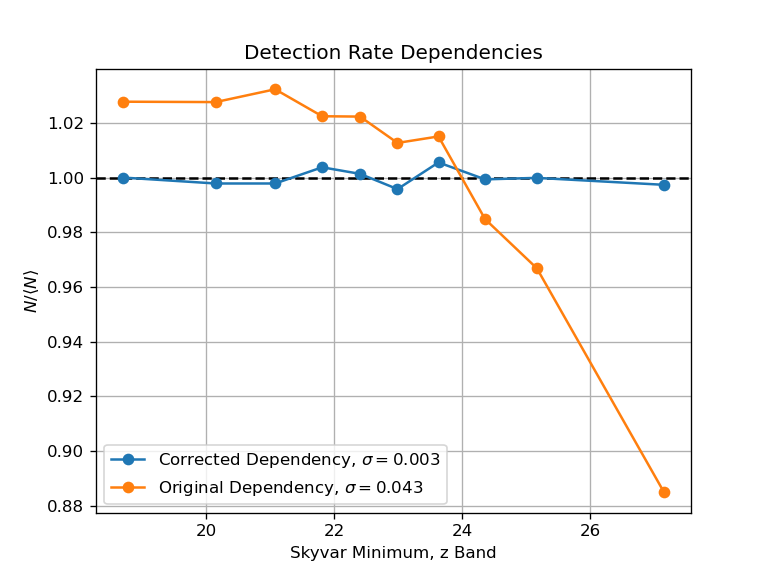 Detection Rate Dependencies
N/⟨N⟩
1.02
1.00
0.98
0.96
0.94
0.92
0.90
0.88
Corrected Dependency, σ = 0.003
Original Dependency, σ = 0.043
20 22 24 26
Skyvar Minimum, z Band